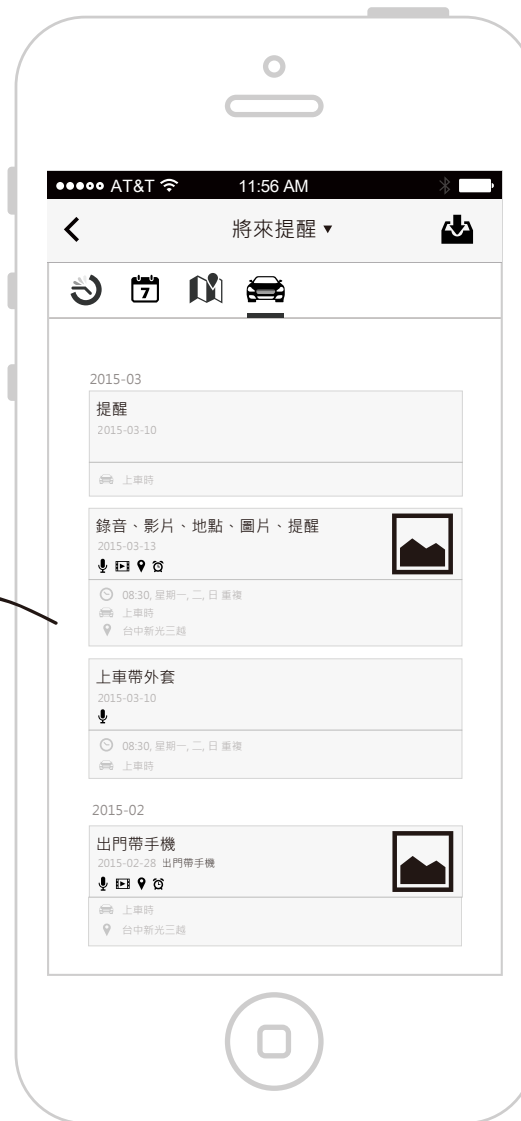 AT&T 11:56 AM
將來提醒▼
7
2015-03
提醒
2015-03-10
上車時
錄音、影片、地點、圖片、提醒
2015-03-13
08:30, 星期一, 二, 日 重複
上車時
台中新光三越
上車帶外套
2015-03-10
08:30, 星期一, 二, 日 重複
上車時
2015-02
出門帶手機
2015-02-28 出門帶手機
上車時
台中新光三越